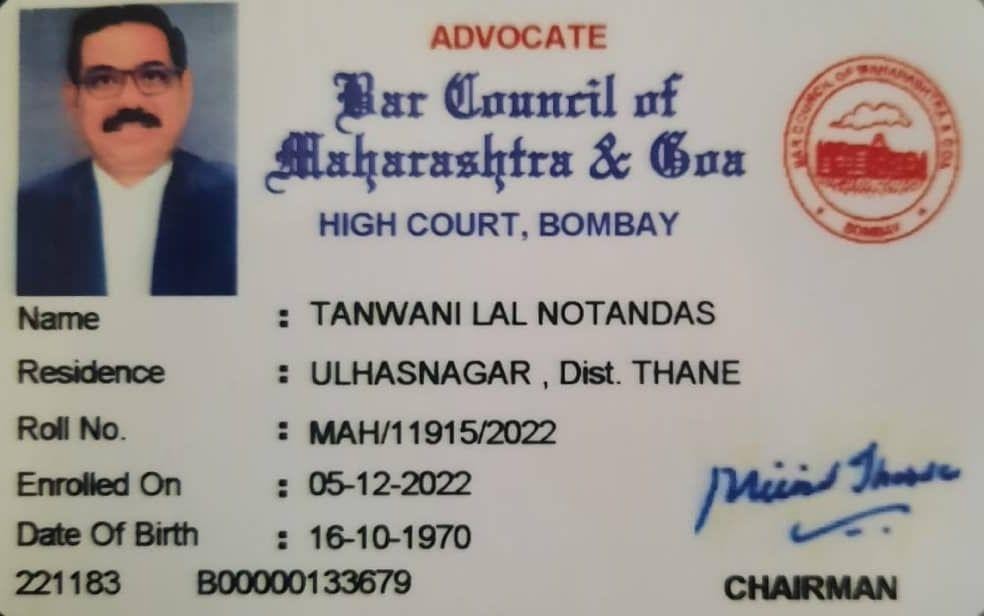 ADVOCATE
Bar Council of
Maharashtra & Goa
HIGH COURT, BOMBAY
BAR COUNCIL OF MAHARASHTRA & GOA
BOMBAY
Name : TANWANI LAL NOTANDAS
Residence : ULHASNAGAR , Dist. THANE
Roll No. : MAH/11915/2022
Enrolled On : 05-12-2022
Date Of Birth : 16-10-1970
221183 B00000133679
CHAIRMAN